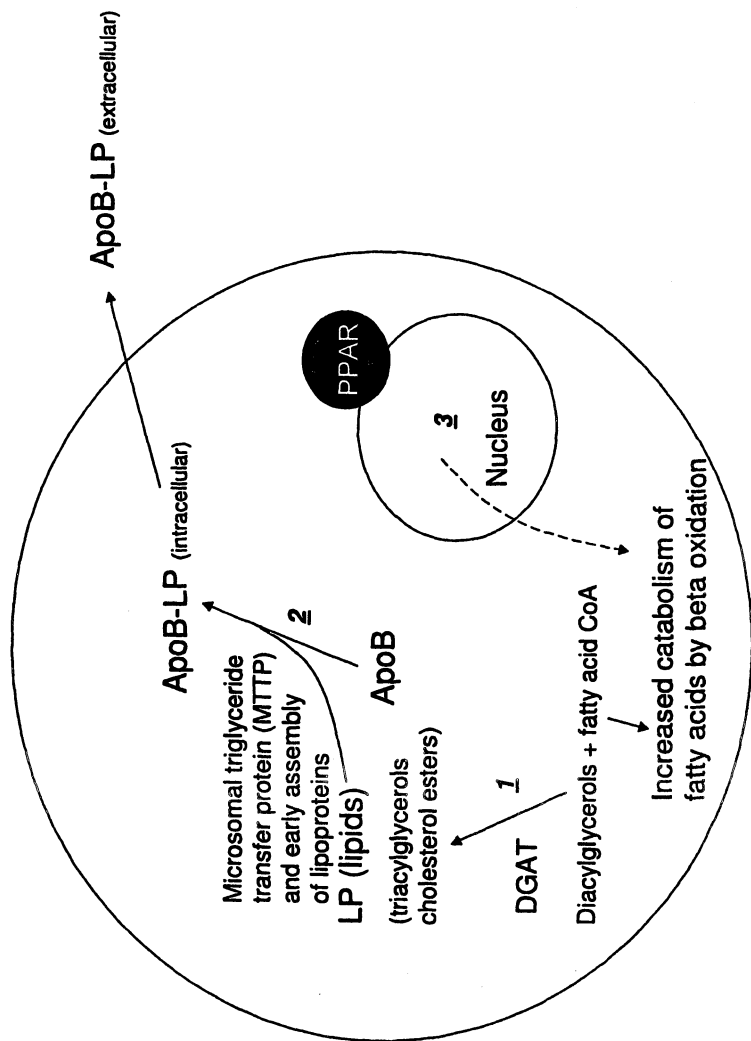 ApoB-LP (extracellular)
ApoB-LP (intracellular)
Microsomal triglyceride
transfer protein (MTTP)
and early assembly
of lipoproteins
LP (lipids)
(triacylglycerols
cholesterol esters)
2
ApoB
PPAR
3
Nucleus
1
DGAT
Diacylglycerols + fatty acid CoA
Increased catabolism of
fatty acids by beta oxidation